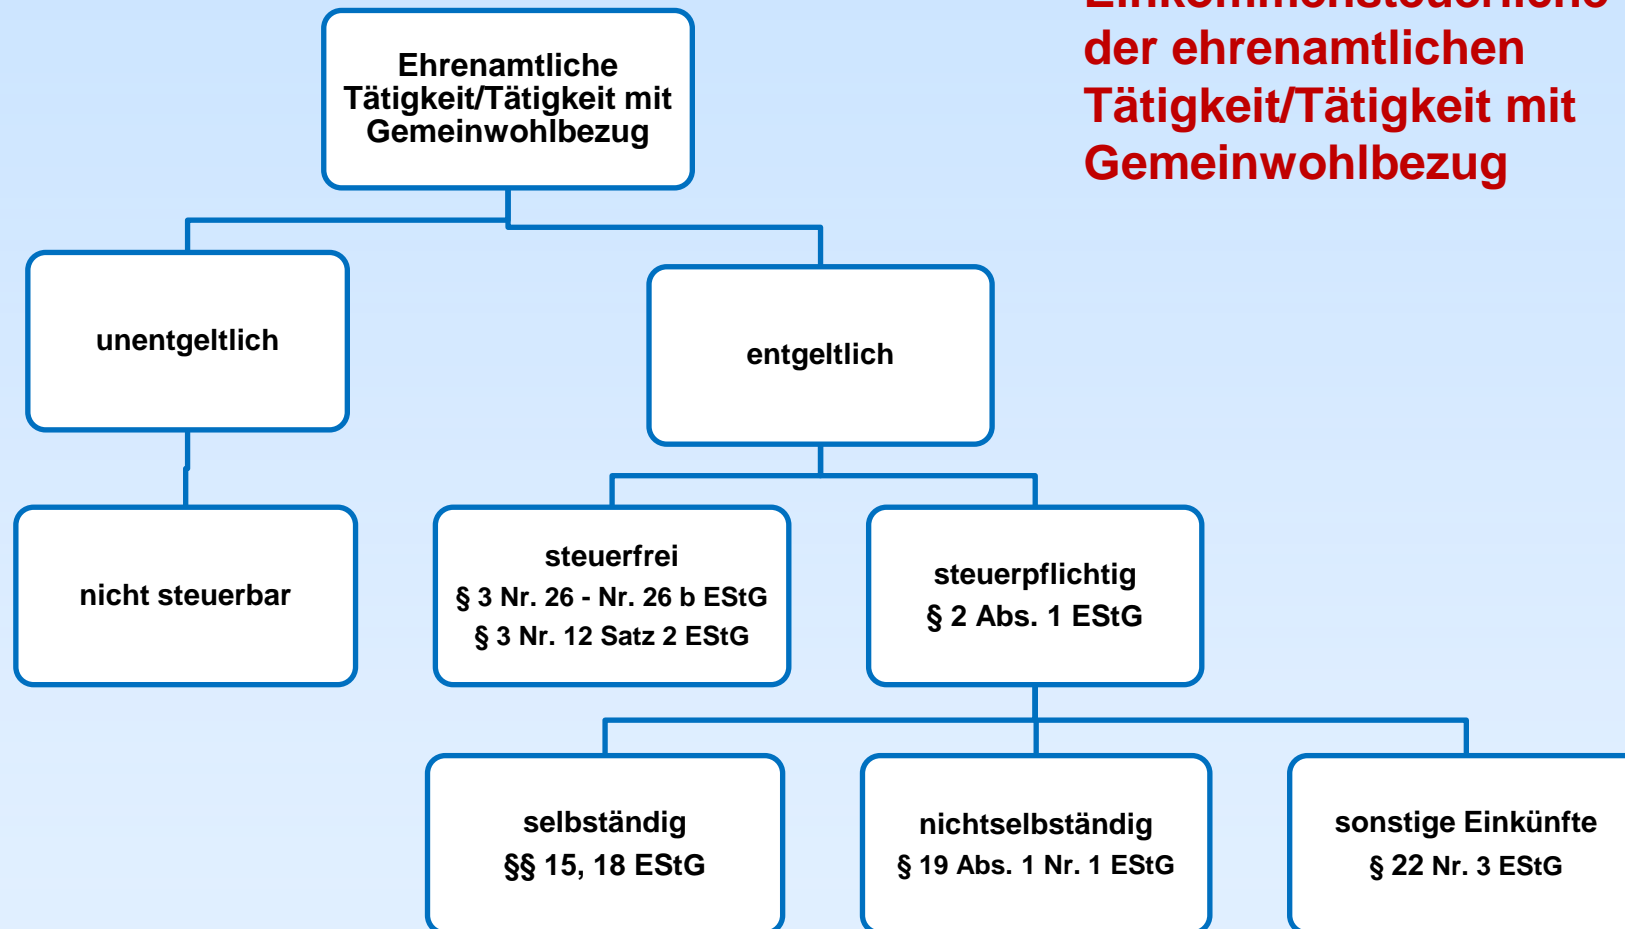 Einkommensteuerliche
der ehrenamtlichen
Tätigkeit/Tätigkeit mit
Gemeinwohlbezug
Ehrenamtliche
Tätigkeit/Tätigkeit mit
Gemeinwohlbezug
unentgeltlich
entgeltlich
nicht steuerbar
steuerfrei
§ 3 Nr. 26 - Nr. 26 b EStG
§ 3 Nr. 12 Satz 2 EStG
steuerpflichtig
§ 2 Abs. 1 EStG
selbständig
§§ 15, 18 EStG
nichtselbständig
§ 19 Abs. 1 Nr. 1 EStG
sonstige Einkünfte
§ 22 Nr. 3 EStG